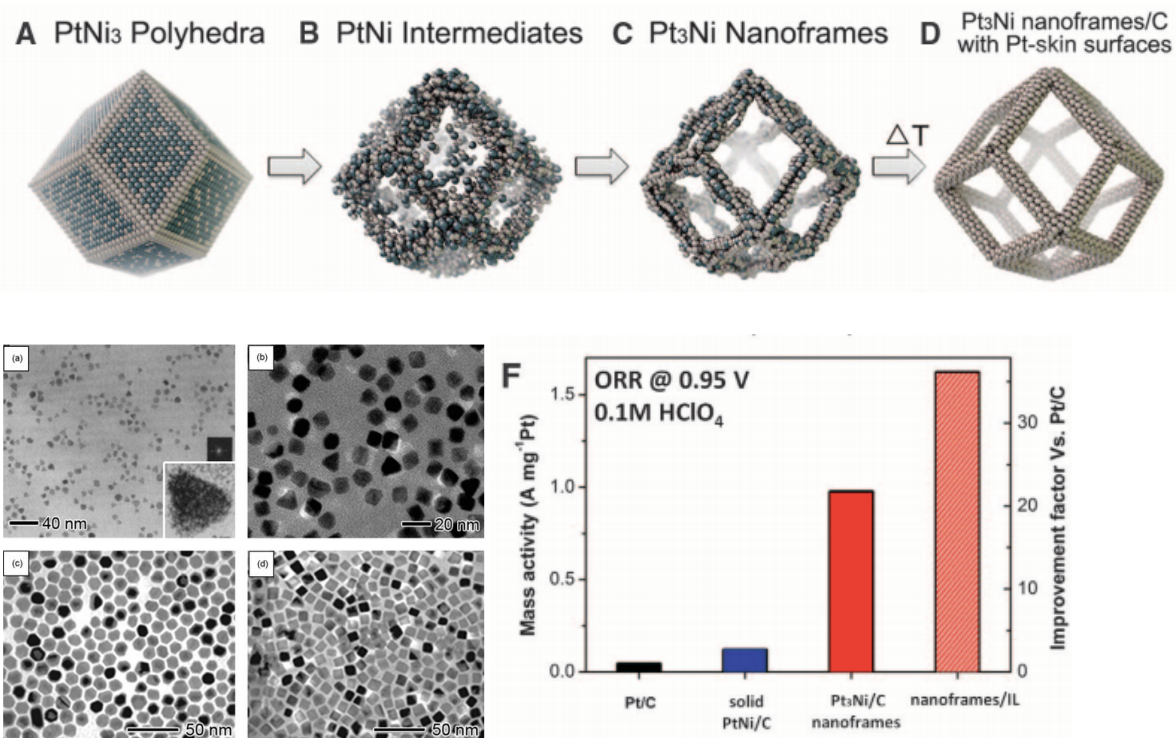 A PtNi₃ Polyhedra
B PtNi Intermediates
C Pt₃Ni Nanoframes
D Pt₃Ni nanoframes/C
with Pt-skin surfaces
△T
(a)
40 nm
(b)
20 nm
(c)
50 nm
(d)
50 nm
F
ORR @ 0.95 V
0.1M HClO₄
Mass activity (A mg⁻¹Pt)
1.5
1.0
0.5
0.0
Improvement factor Vs. Pt/C
30
20
10
0
Pt/C
solid
PtNi/C
Pt₃Ni/C
nanoframes
nanoframes/IL